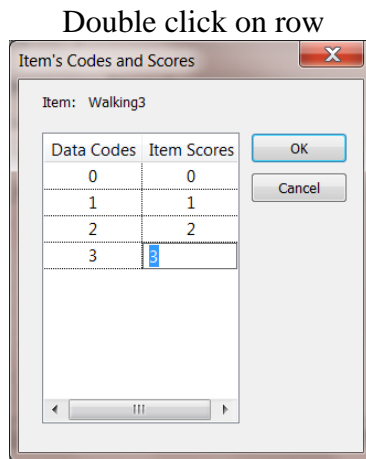 Double click on row
Item's Codes and Scores
X
Item: Walking3
Data Codes Item Scores
0 0
1 1
2 2
3 3
OK
Cancel